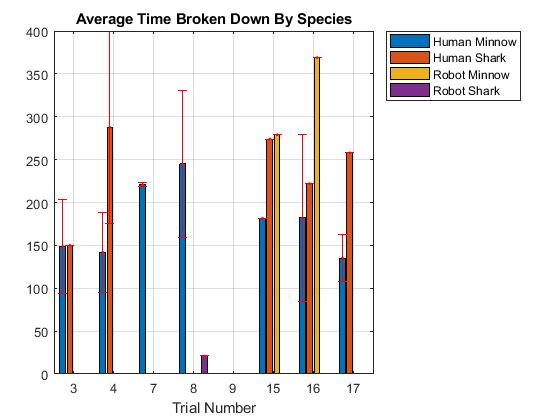 Average Time Broken Down By Species
400
350
300
250
200
150
100
50
0
3 4 7 8 9 15 16 17
Trial Number
Human Minnow
Human Shark
Robot Minnow
Robot Shark